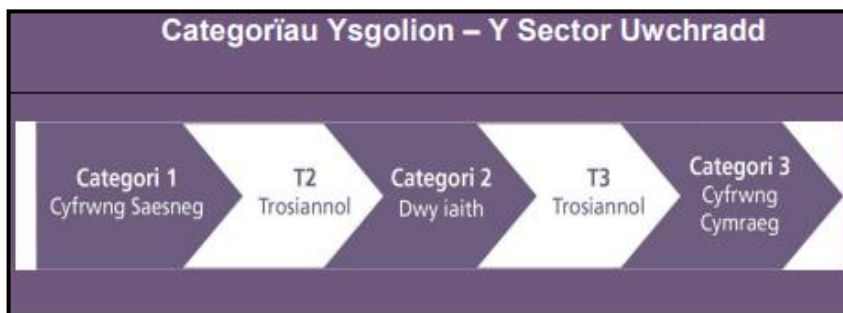 Categorïau Ysgolion – Y Sector Uwchradd
Categori 1
Cyfrwng Saesneg
T2
Trosiannol
Categori 2
Dwy iaith
T3
Trosiannol
Categori 3
Cyfrwng
Cymraeg